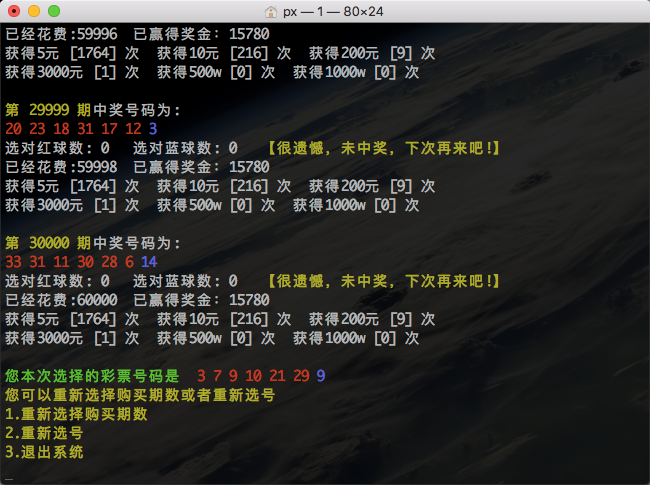 px — 1 — 80×24
已经花费:59996  已赢得奖金: 15780
获得5元 [1764] 次  获得10元 [216] 次  获得200元 [9] 次
获得3000元 [1] 次  获得500w [0] 次  获得1000w [0] 次
第 29999 期中奖号码为:
20 23 18 31 17 12 3
选对红球数: 0  选对蓝球数: 0  【很遗憾, 未中奖, 下次再来吧!】
已经花费:59998  已赢得奖金: 15780
获得5元 [1764] 次  获得10元 [216] 次  获得200元 [9] 次
获得3000元 [1] 次  获得500w [0] 次  获得1000w [0] 次
第 30000 期中奖号码为:
33 31 11 30 28 6 14
选对红球数: 0  选对蓝球数: 0  【很遗憾, 未中奖, 下次再来吧!】
已经花费:60000  已赢得奖金: 15780
获得5元 [1764] 次  获得10元 [216] 次  获得200元 [9] 次
获得3000元 [1] 次  获得500w [0] 次  获得1000w [0] 次
您本次选择的彩票号码是  3 7 9 10 21 29 9
您可以重新选择购买期数或者重新选号
1.重新选择购买期数
2.重新选号
3.退出系统